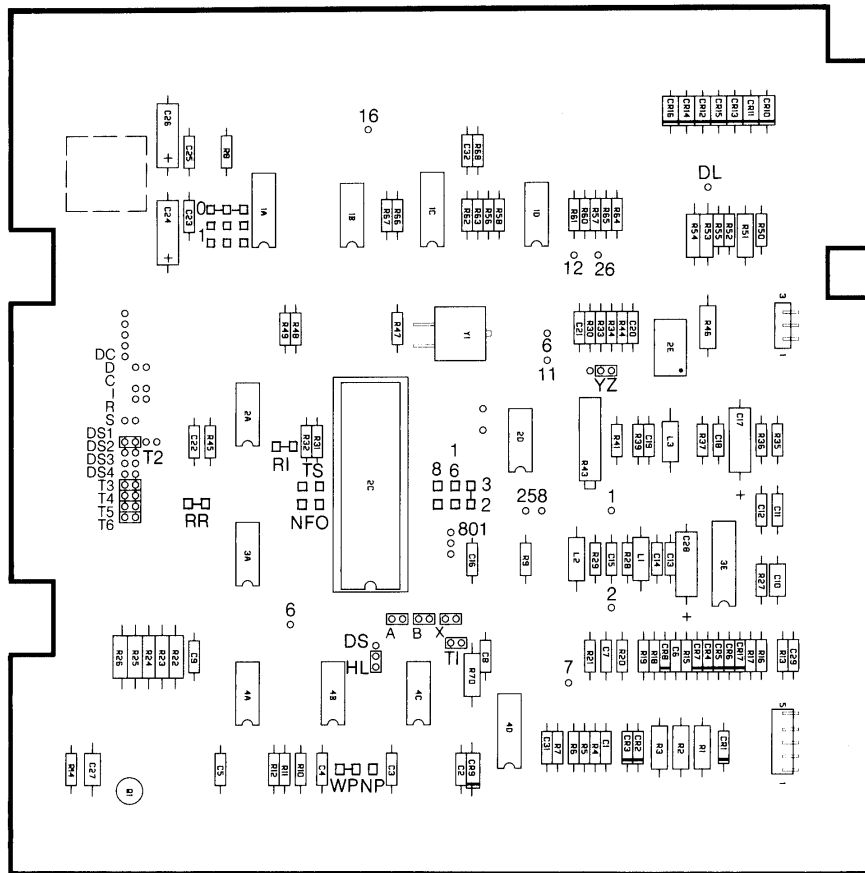 CR16 CR14 CR12 CR15 CR13 CR11 CR10
C26 +
16
C25 R8
C32 R68
DL
C24 +
C23
0
1
1A
1B
R67 R66
1C
R62 R63 R56 R58
1D
R61 R60 R57 R65 R64
R54 R53 R55 R52 R51 R50
12 26
3
1
R49 R48
R47
Y1
6
11
C21 R30 R33 R34 R44 C20
2E
R46
YZ
DC
D
C
I
R
S
DS1
DS2
DS3
DS4
T2
T3
T4
T5
T6
C22 R45
2A
RI
R32 R31
TS
NFO
RR
2C
1
8 6 3
2
2D
R43
R41 R39 C19 L3
R37 C18 C17 +
R36 R35
258
1
801
3A
C16
R9
L2 R29 C15 R28 L1 C14 C13 C28 +
3E
C12 C11
R27 C10
2
6
A B X
T1
DS
HL
R26 R25 R24 R23 R22
C9
4A
4B
4C
R70
C8
4D
7
R21 C7 R20
R19 R18 CR8 C6 R15 CR7 CR4 CR5 CR6 CR17 R17 R16
R13 C29
5
1
R14 C27
Q1
C5
R12 R11 R10
C4
WP NP
C3
C2 CR9
C31 R7 R6 R5 R4 C1
CR3 CR2
R3 R2 R1 CR1